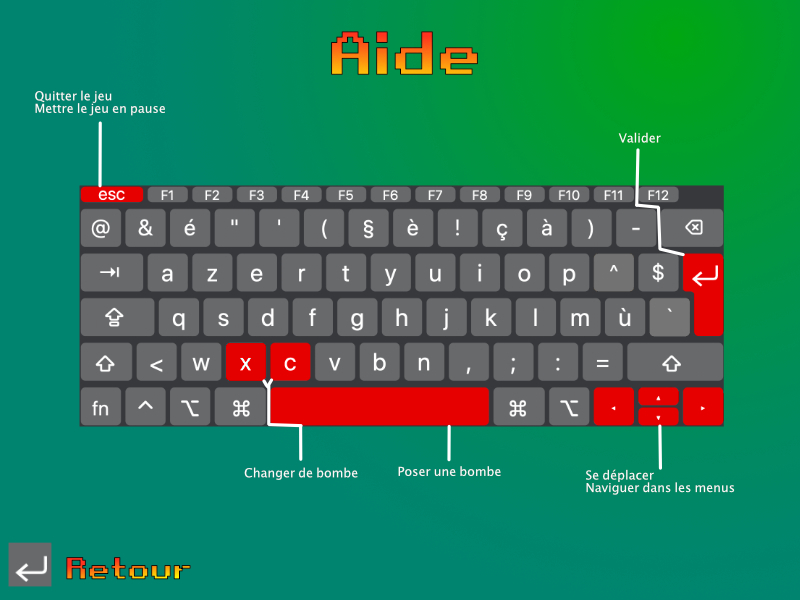 Aide
Quitter le jeu
Mettre le jeu en pause
Valider
esc F1 F2 F3 F4 F5 F6 F7 F8 F9 F10 F11 F12
@ & é " ' ( § è ! ç à ) -
a z e r t y u i o p ^ $
q s d f g h j k l m ù `
< w x c v b n , ; : =
fn ^ ⌥ ⌘ ⌘ ⌥
Changer de bombe
Poser une bombe
Se déplacer
Naviguer dans les menus
Retour